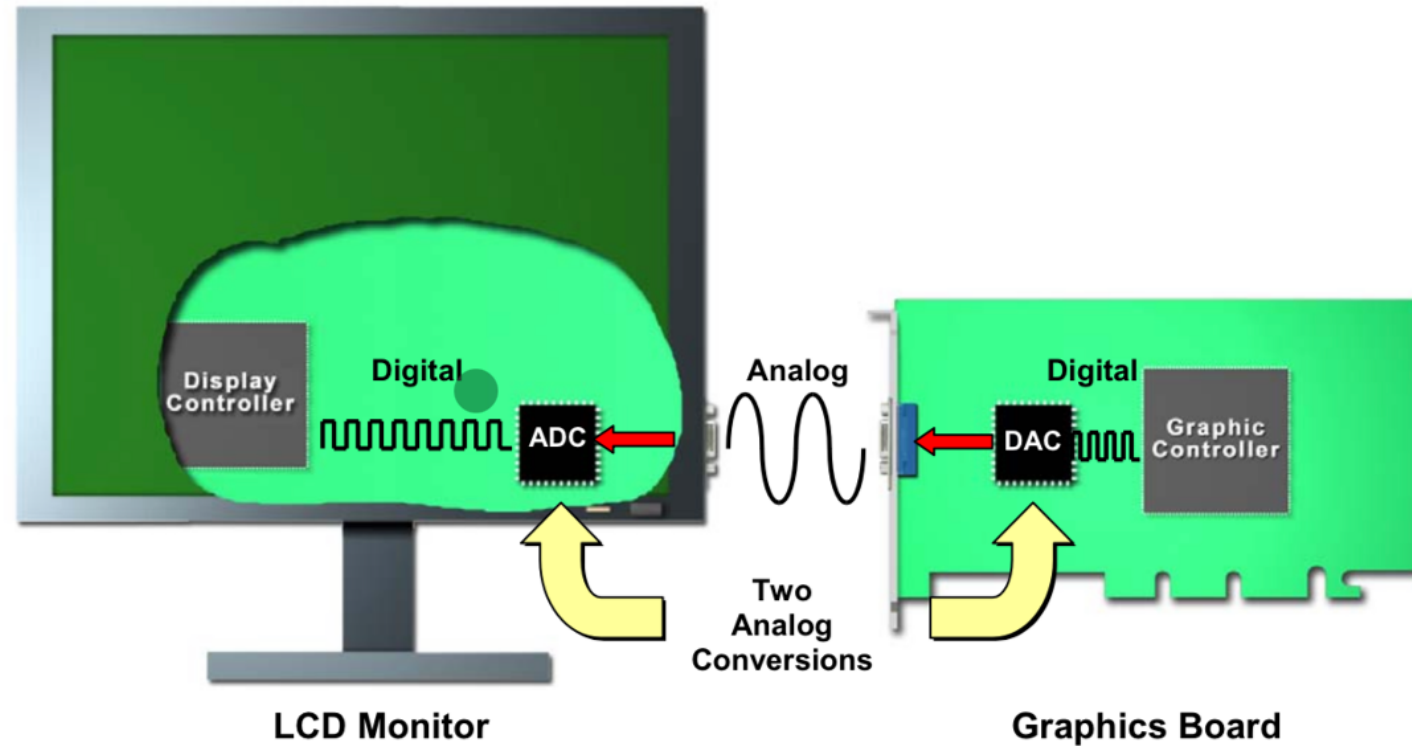 Display
Controller
Digital
ADC
Analog
Digital
DAC
Graphic
Controller
Two
Analog
Conversions
LCD Monitor
Graphics Board